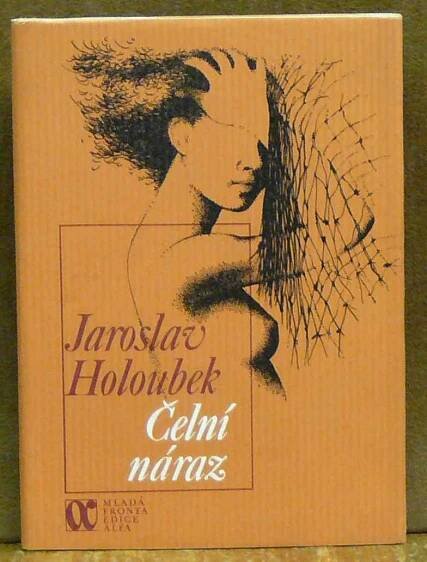 Jaroslav
Holoubek
Čelní
náraz
MLADÁ
FRONTA
EDICE
ALFA